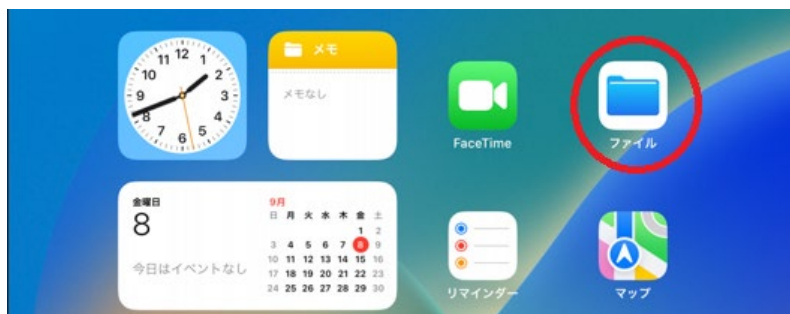 11 12 1
10 2
9 3
8 4
7 6 5
メモ
メモなし
FaceTime
ファイル
金曜日
8
今日はイベントなし
9月
日 月 火 水 木 金 土
1 2
3 4 5 6 7 8 9
10 11 12 13 14 15 16
17 18 19 20 21 22 23
24 25 26 27 28 29 30
リマインダー
マップ